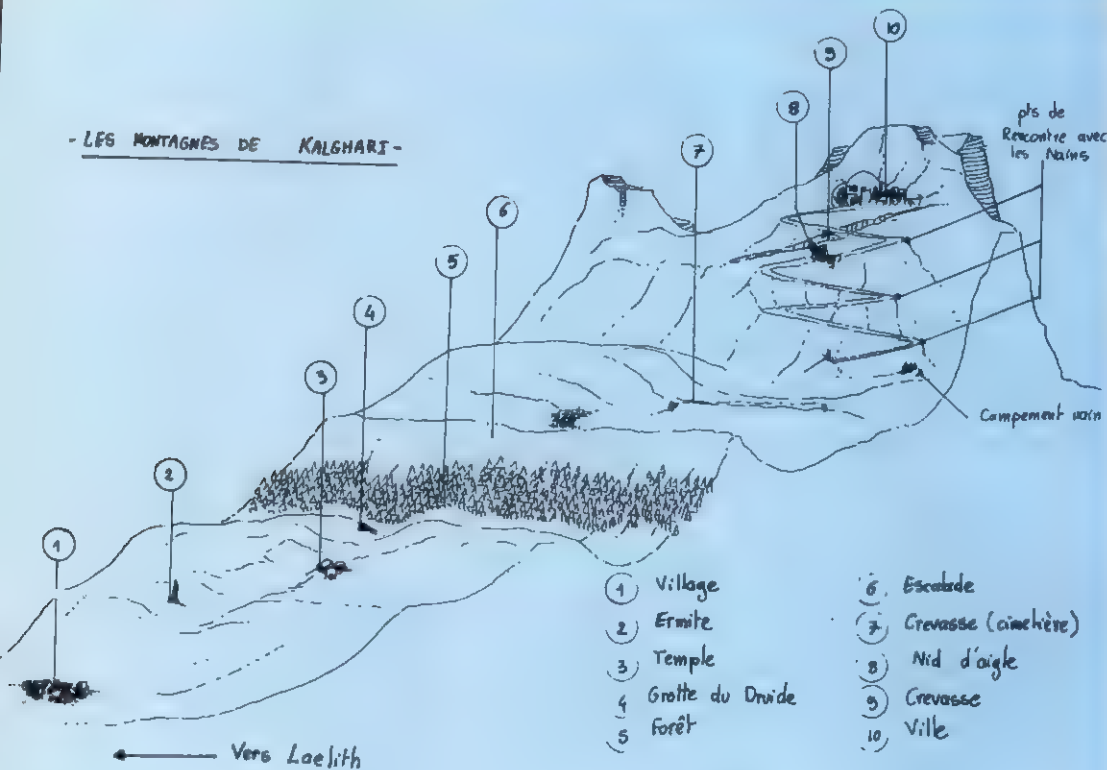 - LES MONTAGNES DE KALGHARI -
10
9
8
7
6
5
4
3
2
1
pts de
Rencontre avec
les Nains
Campement nain
1 Village
2 Ermite
3 Temple
4 Grotte du Druide
5 Forêt
6 Escalade
7 Crevasse (cimetière)
8 Nid d'aigle
9 Crevasse
10 Ville
Vers Laelith